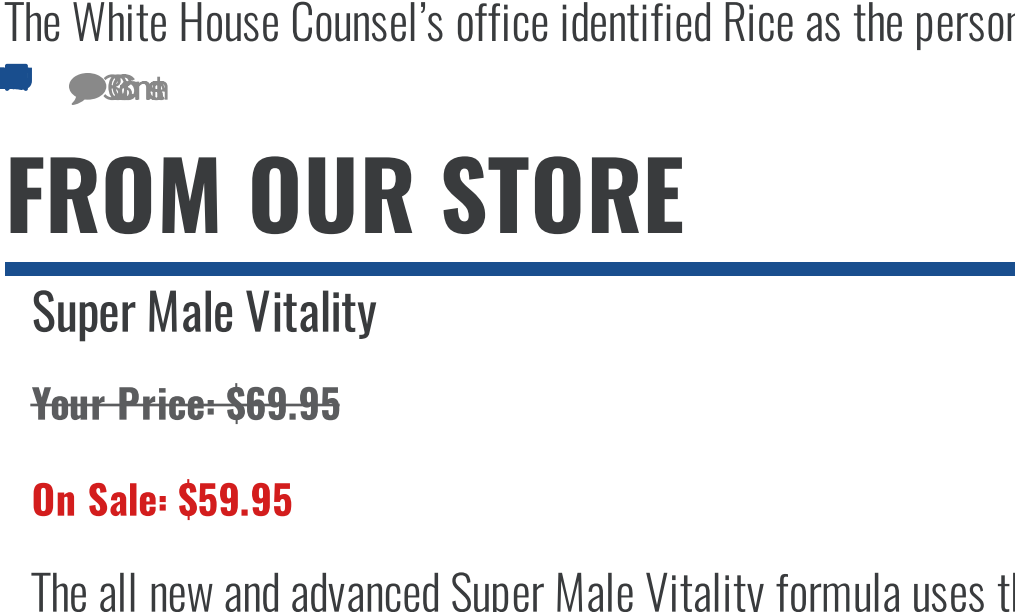 The White House Counsel’s office identified Rice as the person
FROM OUR STORE
Super Male Vitality
Your Price: $69.95
On Sale: $59.95
The all new and advanced Super Male Vitality formula uses